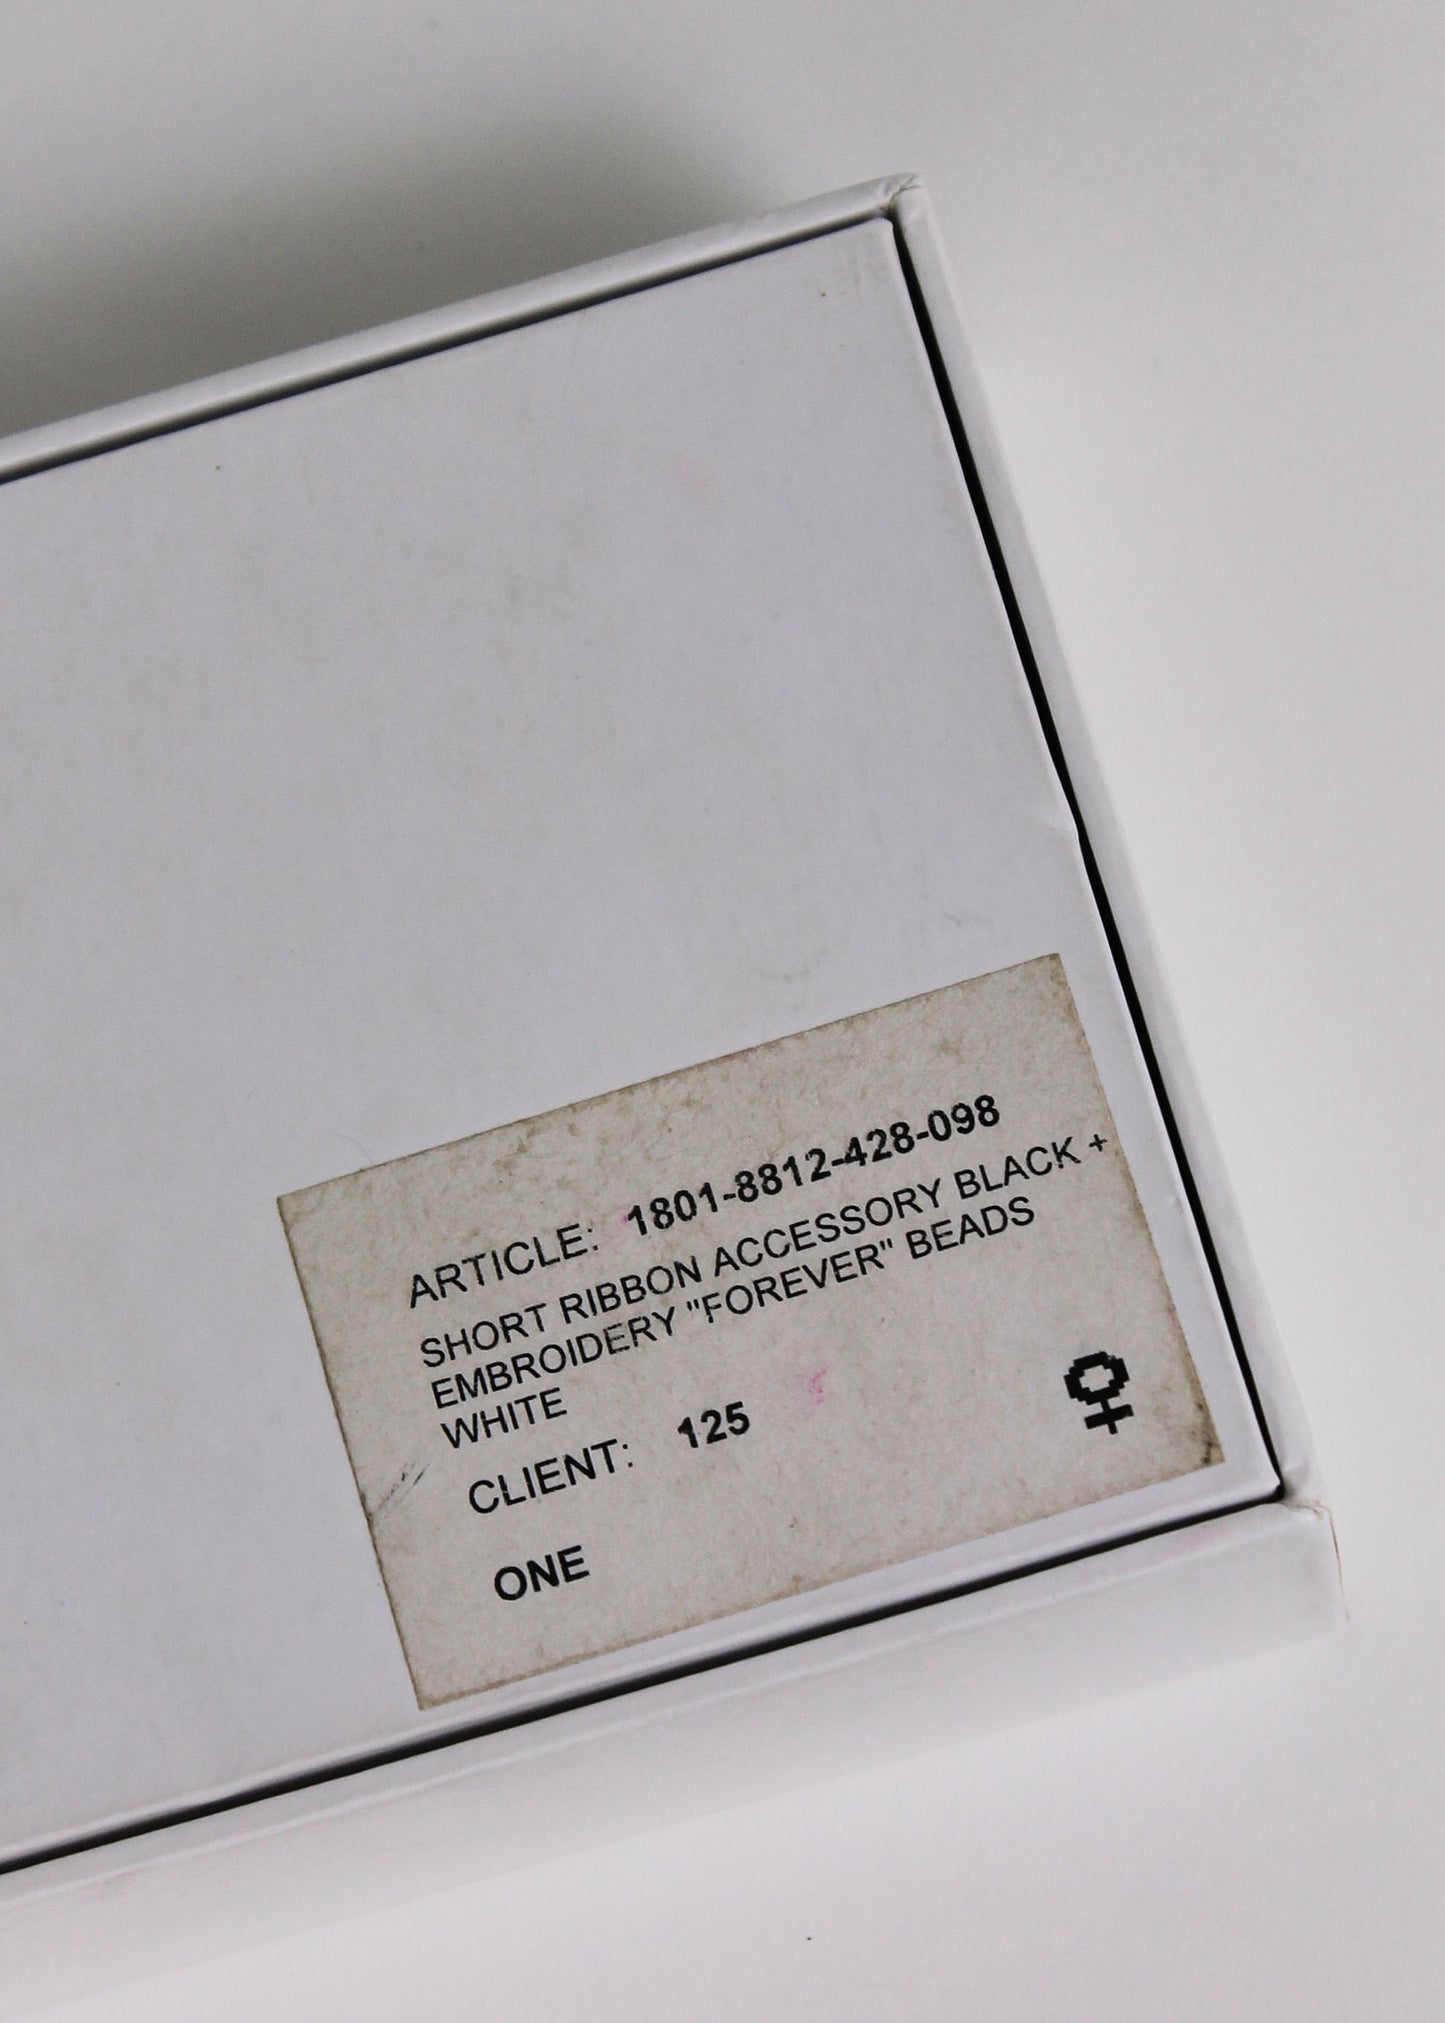 ARTICLE: 1801-8812-428-098
SHORT RIBBON ACCESSORY BLACK +
EMBROIDERY "FOREVER" BEADS
WHITE
CLIENT: 125
♀
ONE